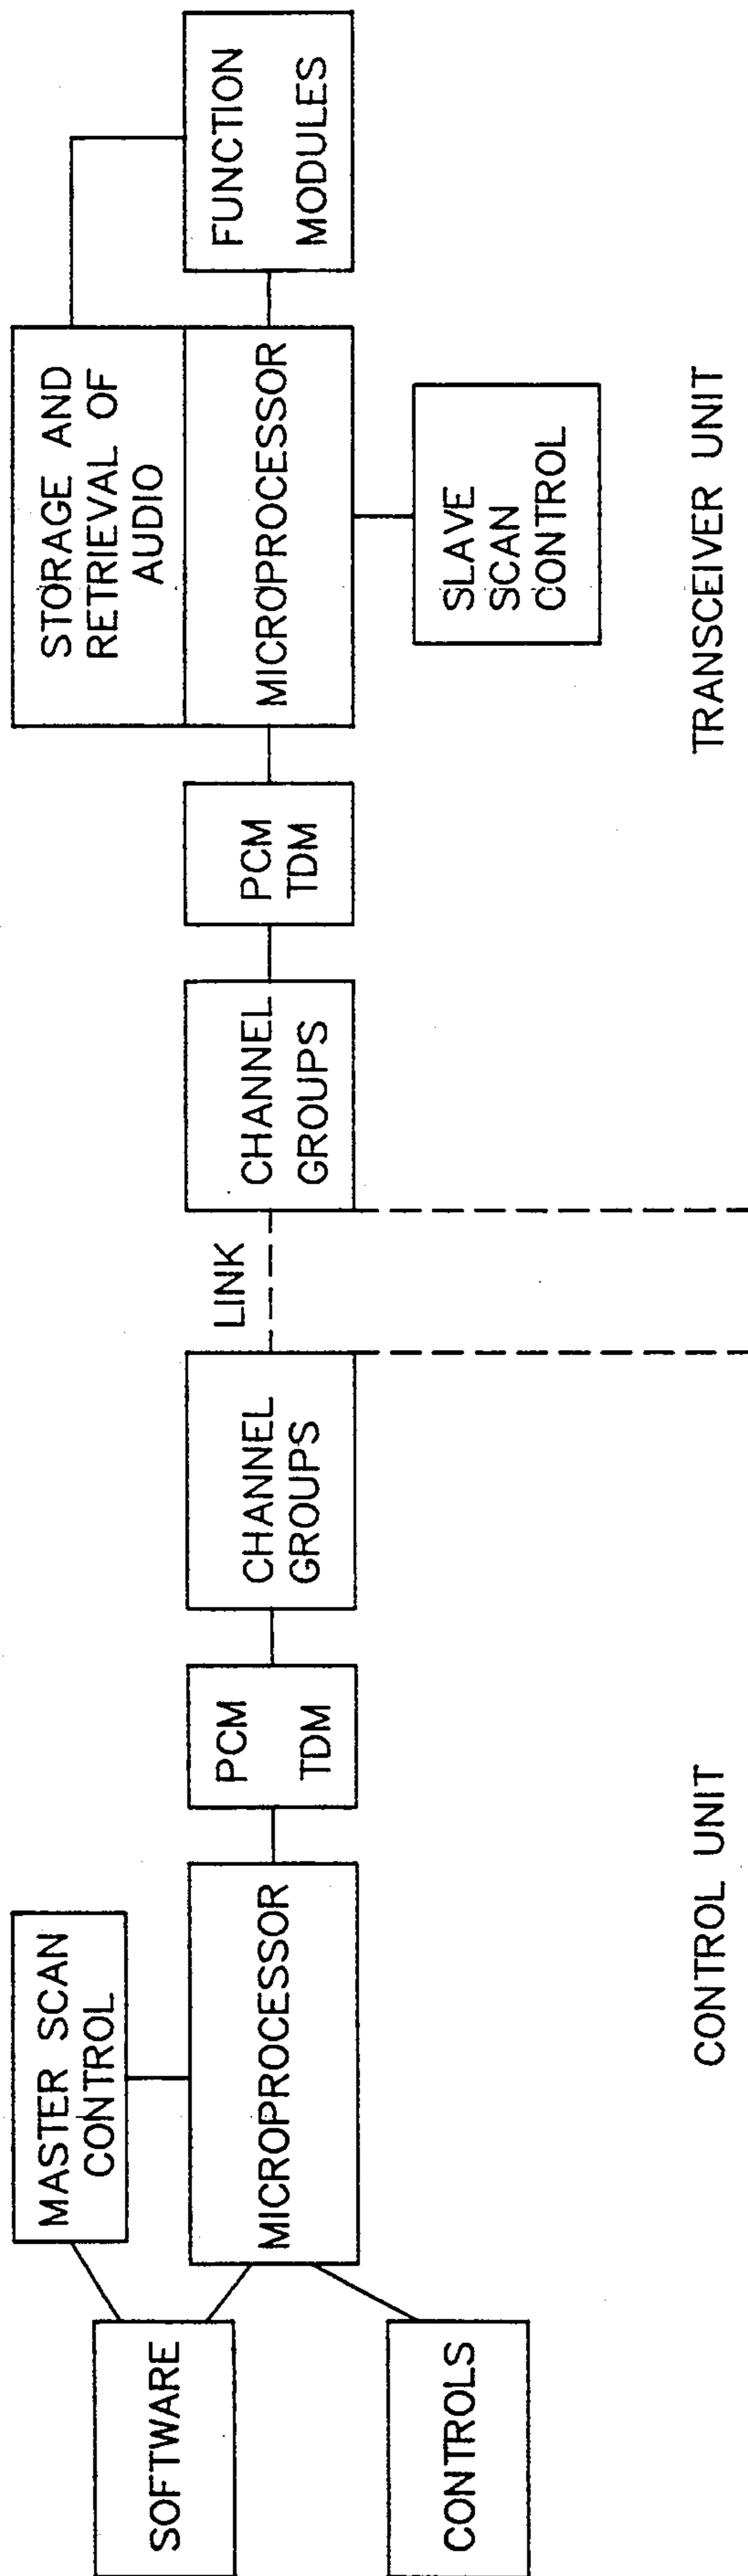 SOFTWARE
CONTROLS
MASTER SCAN
CONTROL
MICROPROCESSOR
PCM
TDM
CHANNEL
GROUPS
LINK
CHANNEL
GROUPS
PCM
TDM
STORAGE AND
RETRIEVAL OF
AUDIO
MICROPROCESSOR
SLAVE
SCAN
CONTROL
FUNCTION
MODULES
CONTROL UNIT
TRANSCEIVER UNIT